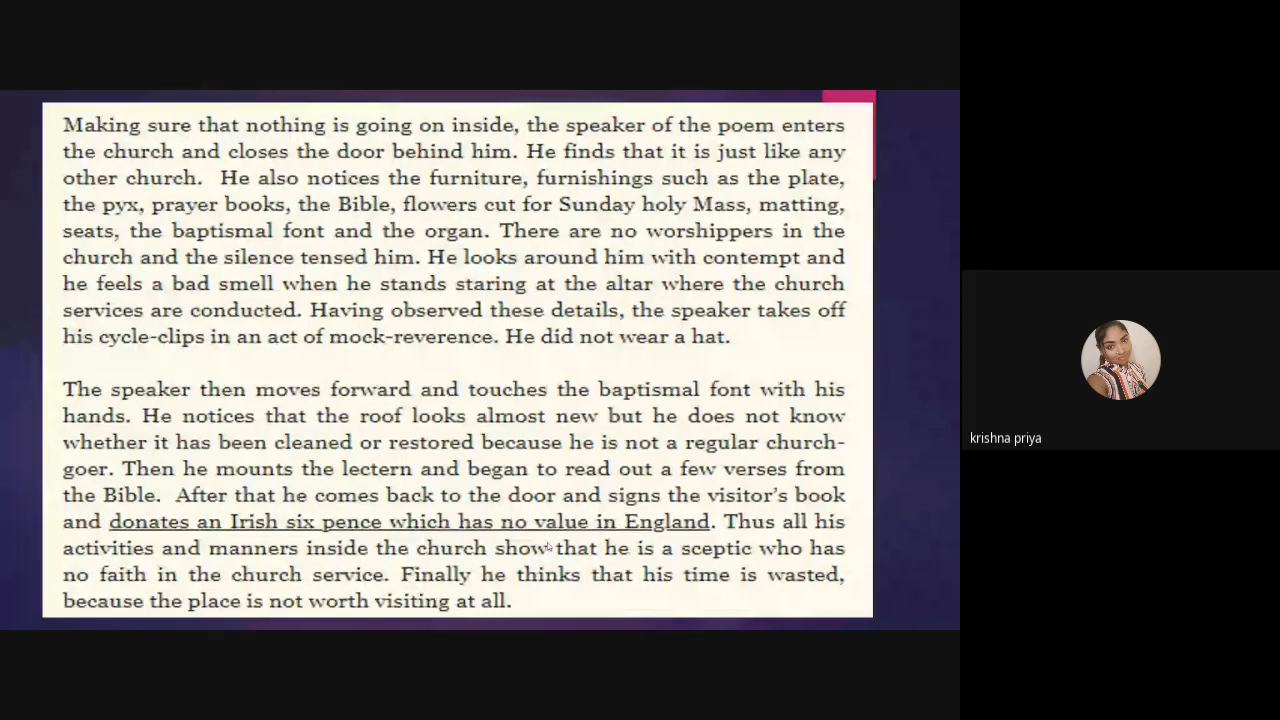 Making sure that nothing is going on inside, the speaker of the poem enters
the church and closes the door behind him. He finds that it is just like any
other church.  He also notices the furniture, furnishings such as the plate,
the pyx, prayer books, the Bible, flowers cut for Sunday holy Mass, matting,
seats, the baptismal font and the organ. There are no worshippers in the
church and the silence tensed him. He looks around him with contempt and
he feels a bad smell when he stands staring at the altar where the church
services are conducted. Having observed these details, the speaker takes off
his cycle-clips in an act of mock-reverence. He did not wear a hat.
The speaker then moves forward and touches the baptismal font with his
hands. He notices that the roof looks almost new but he does not know
whether it has been cleaned or restored because he is not a regular church-
goer. Then he mounts the lectern and began to read out a few verses from
the Bible.  After that he comes back to the door and signs the visitor's book
and donates an Irish six pence which has no value in England. Thus all his
activities and manners inside the church show that he is a sceptic who has
no faith in the church service. Finally he thinks that his time is wasted,
because the place is not worth visiting at all.
krishna priya